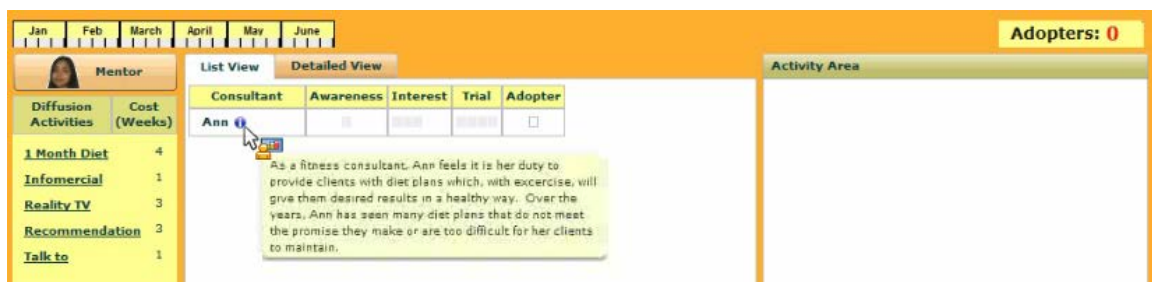 Jan Feb March April May June
Adopters: 0
Mentor
List View Detailed View
Activity Area
Diffusion Activities Cost (Weeks)
Consultant Awareness Interest Trial Adopter
Ann
1 Month Diet 4
Infomercial 1
Reality TV 3
Recommendation 3
Talk to 1
As a fitness consultant, Ann feels it is her duty to
provide clients with diet plans which, with excercise, will
give them desired results in a healthy way. Over the
years, Ann has seen many diet plans that do not meet
the promise they make or are too difficult for her clients
to maintain.